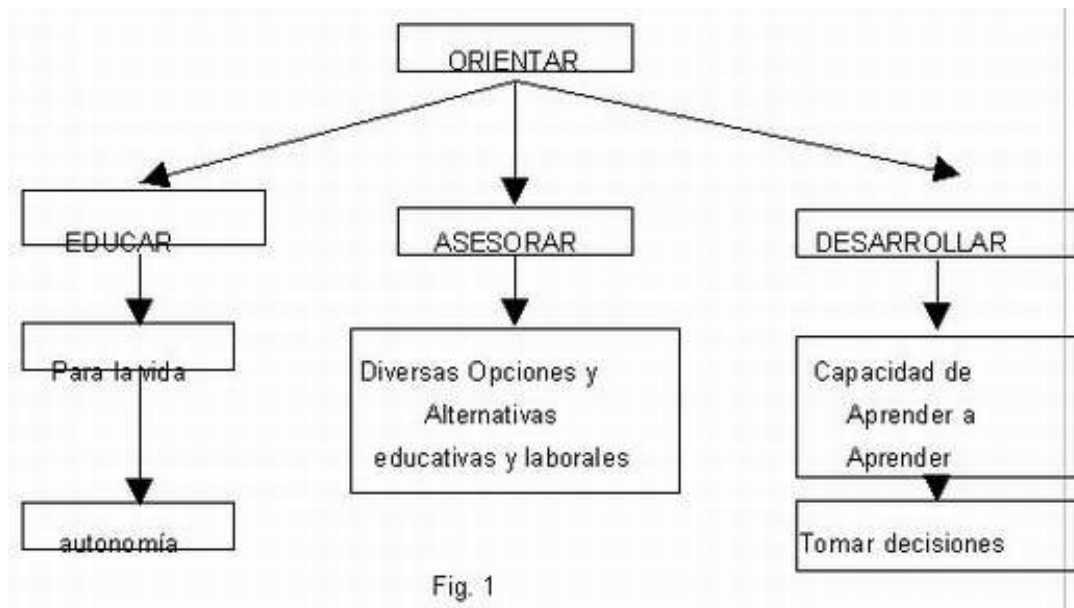 ORIENTAR
EDUCAR
ASESORAR
DESARROLLAR
Para la vida
Diversas Opciones y
Alternativas
educativas y laborales
Capacidad de
Aprender a
Aprender
autonomía
Tomar decisiones
Fig. 1